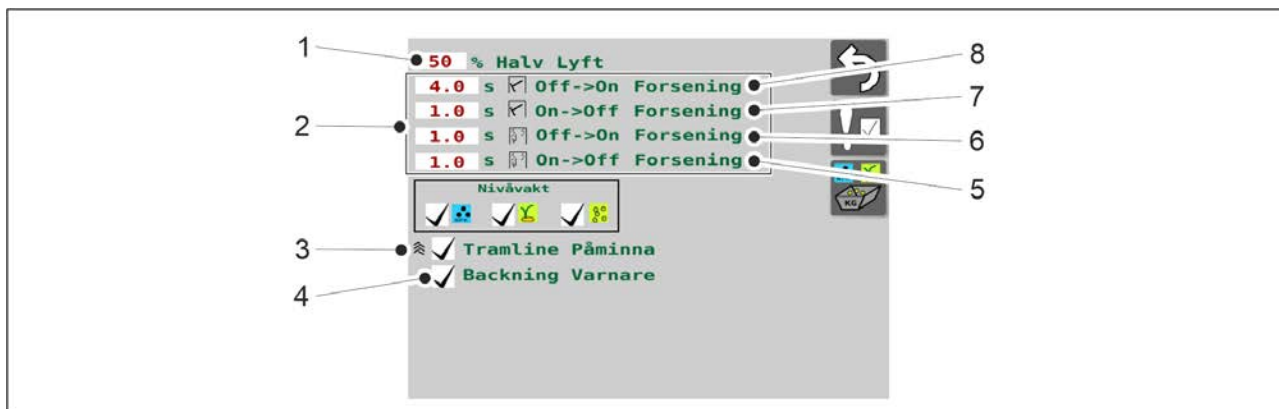 1
50 % Halv Lyft
8
4.0 s Off->On Forsening
7
1.0 s On->Off Forsening
2
1.0 s Off->On Forsening
6
1.0 s On->Off Forsening
5
Nivåvakt
KG
3
Tramline Påminna
4
Backning Varnare